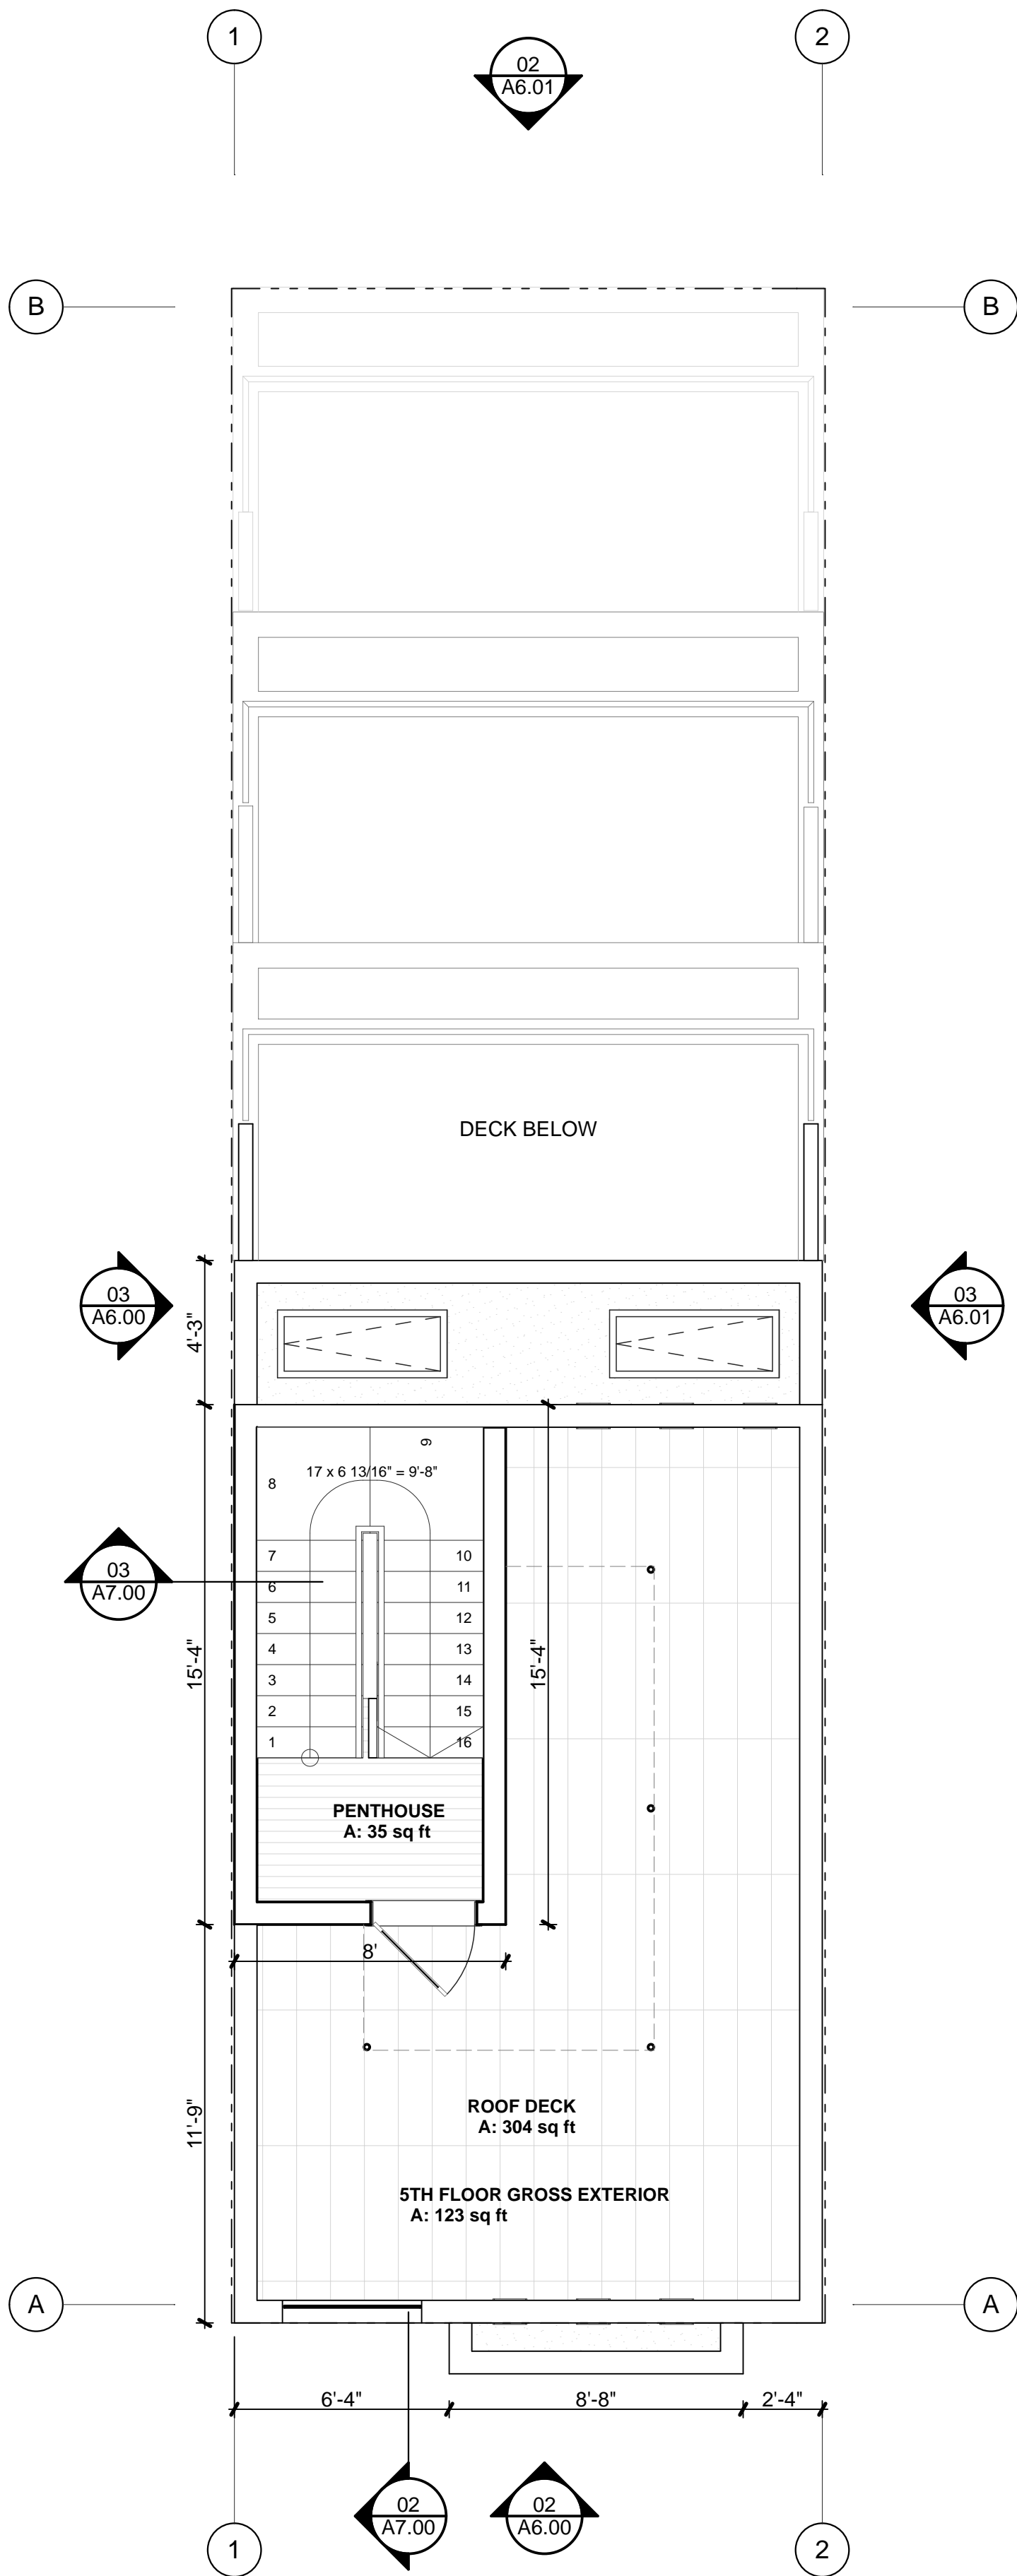 1
2
02
A6.01
B
B
DECK BELOW
03
A6.00
03
A6.01
4'-3"
9
17 x 6 13/16" = 9'-8"
8
7
10
6
11
5
12
4
13
3
14
2
15
1
16
03
A7.00
15'-4"
15'-4"
PENTHOUSE
A: 35 sq ft
8'
11'-9"
ROOF DECK
A: 304 sq ft
5TH FLOOR GROSS EXTERIOR
A: 123 sq ft
A
A
6'-4"
8'-8"
2'-4"
02
A7.00
02
A6.00
1
2